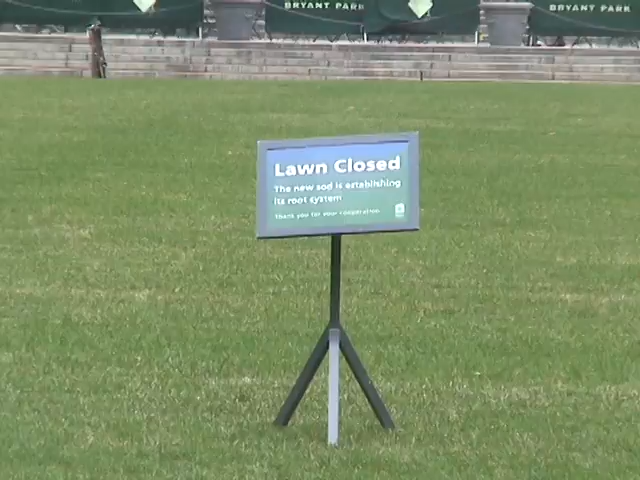 BRYANT PARK
BRYANT PARK
Lawn Closed
The new sod is establishing
its root system
Thank you for your cooperation.